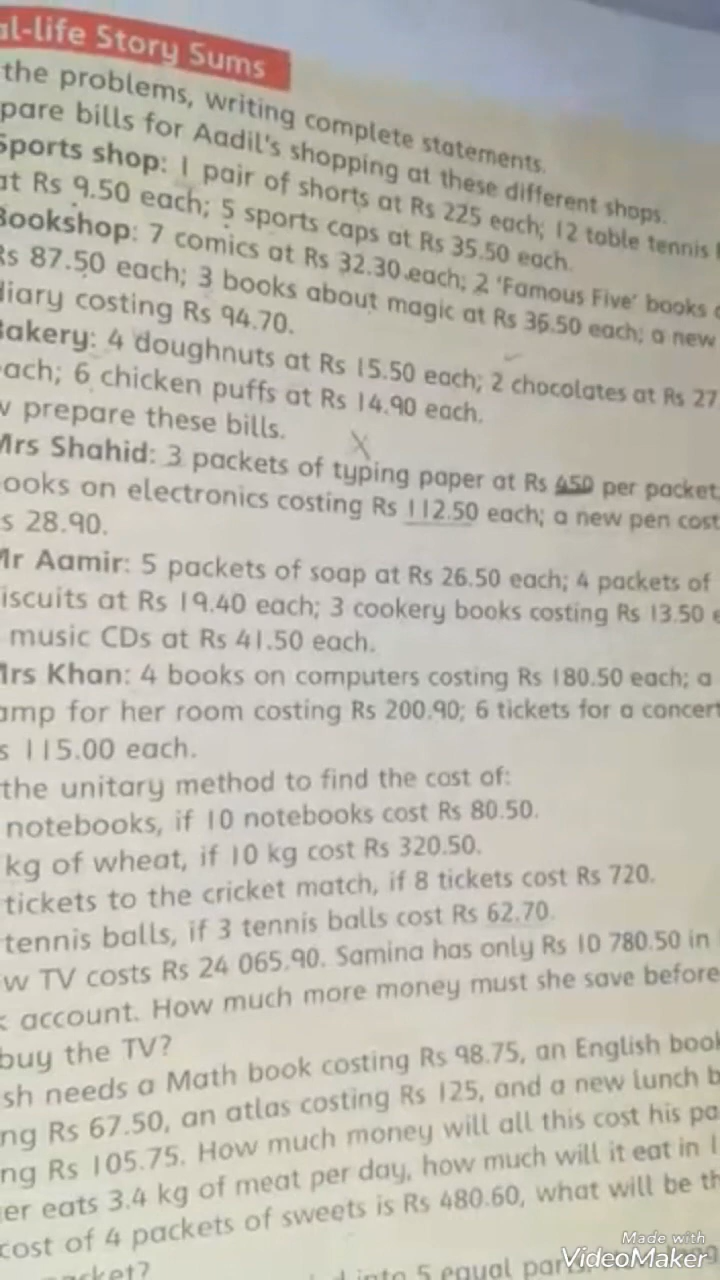 al-life Story Sums
the problems, writing complete statements.
pare bills for Aadil's shopping at these different shops.
Sports shop: 1 pair of shorts at Rs 225 each; 12 table tennis
at Rs 9.50 each; 5 sports caps at Rs 35.50 each.
Bookshop: 7 comics at Rs 32.30 each; 2 'Famous Five' books
Rs 87.50 each; 3 books about magic at Rs 36.50 each; a new
diary costing Rs 94.70.
Bakery: 4 doughnuts at Rs 15.50 each; 2 chocolates at Rs 27
each; 6 chicken puffs at Rs 14.90 each.
w prepare these bills.
Mrs Shahid: 3 packets of typing paper at Rs 450 per packet
ooks on electronics costing Rs 112.50 each; a new pen cost
s 28.90.
Mr Aamir: 5 packets of soap at Rs 26.50 each; 4 packets of
iscuits at Rs 19.40 each; 3 cookery books costing Rs 13.50 e
music CDs at Rs 41.50 each.
Mrs Khan: 4 books on computers costing Rs 180.50 each; a
amp for her room costing Rs 200.90; 6 tickets for a concert
s 115.00 each.
the unitary method to find the cost of:
notebooks, if 10 notebooks cost Rs 80.50.
kg of wheat, if 10 kg cost Rs 320.50.
tickets to the cricket match, if 8 tickets cost Rs 720.
tennis balls, if 3 tennis balls cost Rs 62.70.
w TV costs Rs 24 065.90. Samina has only Rs 10 780.50 in
k account. How much more money must she save before
buy the TV?
sh needs a Math book costing Rs 98.75, an English book
ng Rs 67.50, an atlas costing Rs 125, and a new lunch b
ng Rs 105.75. How much money will all this cost his pa
er eats 3.4 kg of meat per day, how much will it eat in 1
cost of 4 packets of sweets is Rs 480.60, what will be th
acket?
into 5 equal par
Made with
VideoMaker